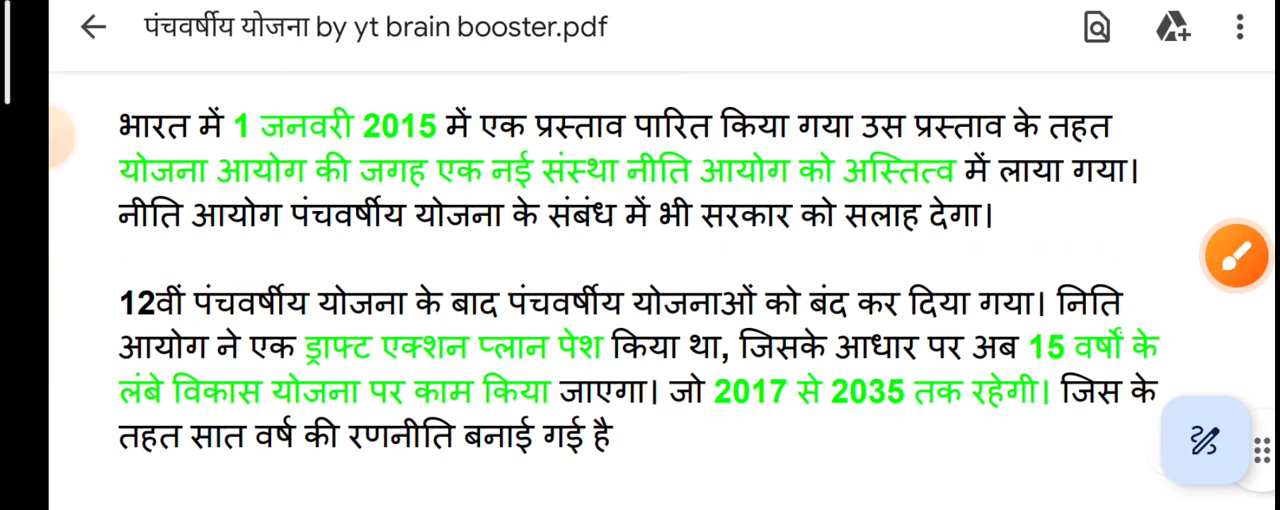 पंचवर्षीय योजना by yt brain booster.pdf
भारत में 1 जनवरी 2015 में एक प्रस्ताव पारित किया गया उस प्रस्ताव के तहत
योजना आयोग की जगह एक नई संस्था नीति आयोग को अस्तित्व में लाया गया।
नीति आयोग पंचवर्षीय योजना के संबंध में भी सरकार को सलाह देगा।
12वीं पंचवर्षीय योजना के बाद पंचवर्षीय योजनाओं को बंद कर दिया गया। निति
आयोग ने एक ड्राफ्ट एक्शन प्लान पेश किया था, जिसके आधार पर अब 15 वर्षों के
लंबे विकास योजना पर काम किया जाएगा। जो 2017 से 2035 तक रहेगी। जिस के
तहत सात वर्ष की रणनीति बनाई गई है